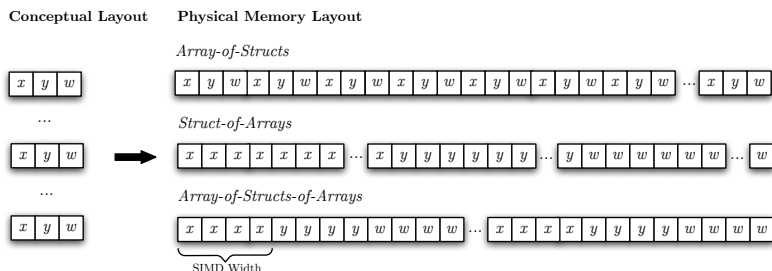 Conceptual Layout
Physical Memory Layout
Array-of-Structs
x y w
x y w x y w x y w x y w x y w x y w x y w ... x y w
...
Struct-of-Arrays
x y w
x x x x x x x ... x y y y y y y ... y w w w w w w ... w
...
Array-of-Structs-of-Arrays
x y w
x x x x y y y y w w w w ... x x x x y y y y w w w w
SIMD Width